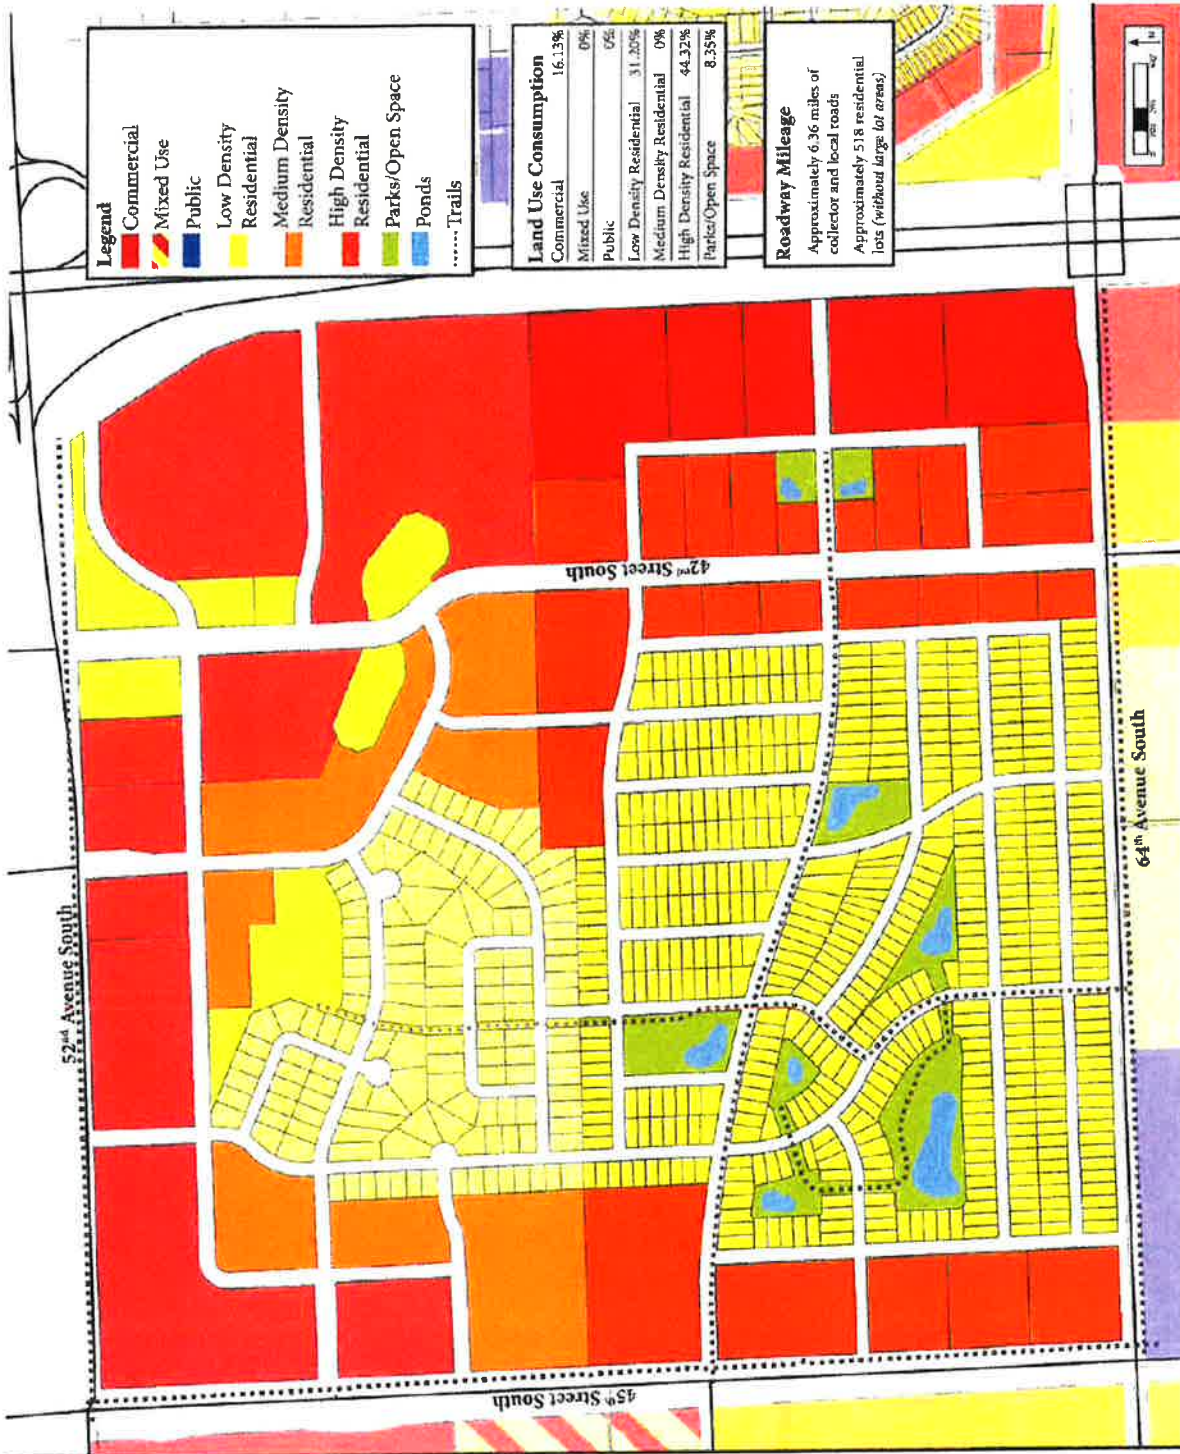 Legend
Commercial
Mixed Use
Public
Low Density
Residential
Medium Density
Residential
High Density
Residential
Parks/Open Space
Ponds
Trails
Land Use Consumption
Commercial 16.13%
Mixed Use 0%
Public 0%
Low Density Residential 31.20%
Medium Density Residential 0%
High Density Residential 44.32%
Parks/Open Space 8.35%
Roadway Mileage
Approximately 6.36 miles of
collector and local roads
Approximately 518 residential
lots (without large lot areas)
52nd Avenue South
42nd Street South
45th Street South
64th Avenue South
N